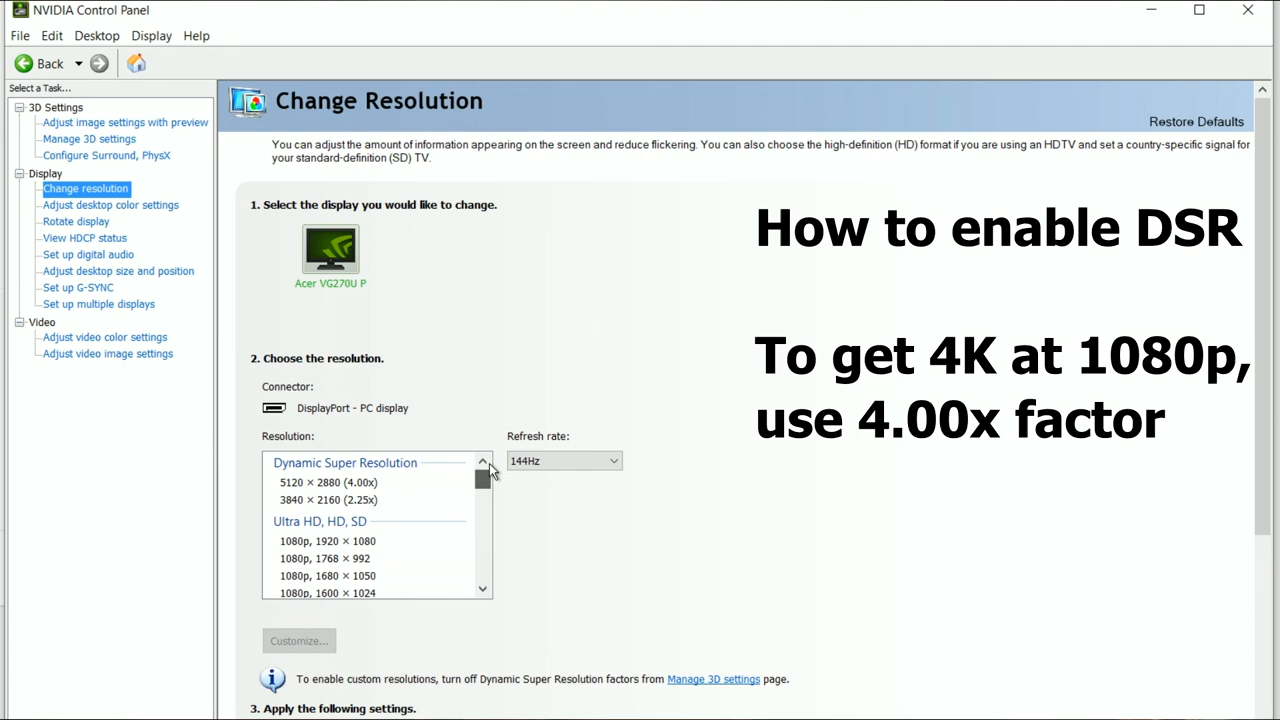 NVIDIA Control Panel
File Edit Desktop Display Help
Back
Select a Task...
3D Settings
Adjust image settings with preview
Manage 3D settings
Configure Surround, PhysX
Display
Change resolution
Adjust desktop color settings
Rotate display
View HDCP status
Set up digital audio
Adjust desktop size and position
Set up G-SYNC
Set up multiple displays
Video
Adjust video color settings
Adjust video image settings
Change Resolution
Restore Defaults
You can adjust the amount of information appearing on the screen and reduce flickering. You can also choose the high-definition (HD) format if you are using an HDTV and set a country-specific signal for
your standard-definition (SD) TV.
1. Select the display you would like to change.
Acer VG270U P
2. Choose the resolution.
Connector:
DisplayPort - PC display
Resolution:
Refresh rate:
144Hz
Dynamic Super Resolution
5120 × 2880 (4.00x)
3840 × 2160 (2.25x)
Ultra HD, HD, SD
1080p, 1920 × 1080
1080p, 1768 × 992
1080p, 1680 × 1050
1080p, 1600 × 1024
Customize...
To enable custom resolutions, turn off Dynamic Super Resolution factors from Manage 3D settings page.
3. Apply the following settings.
How to enable DSR
To get 4K at 1080p,
use 4.00x factor